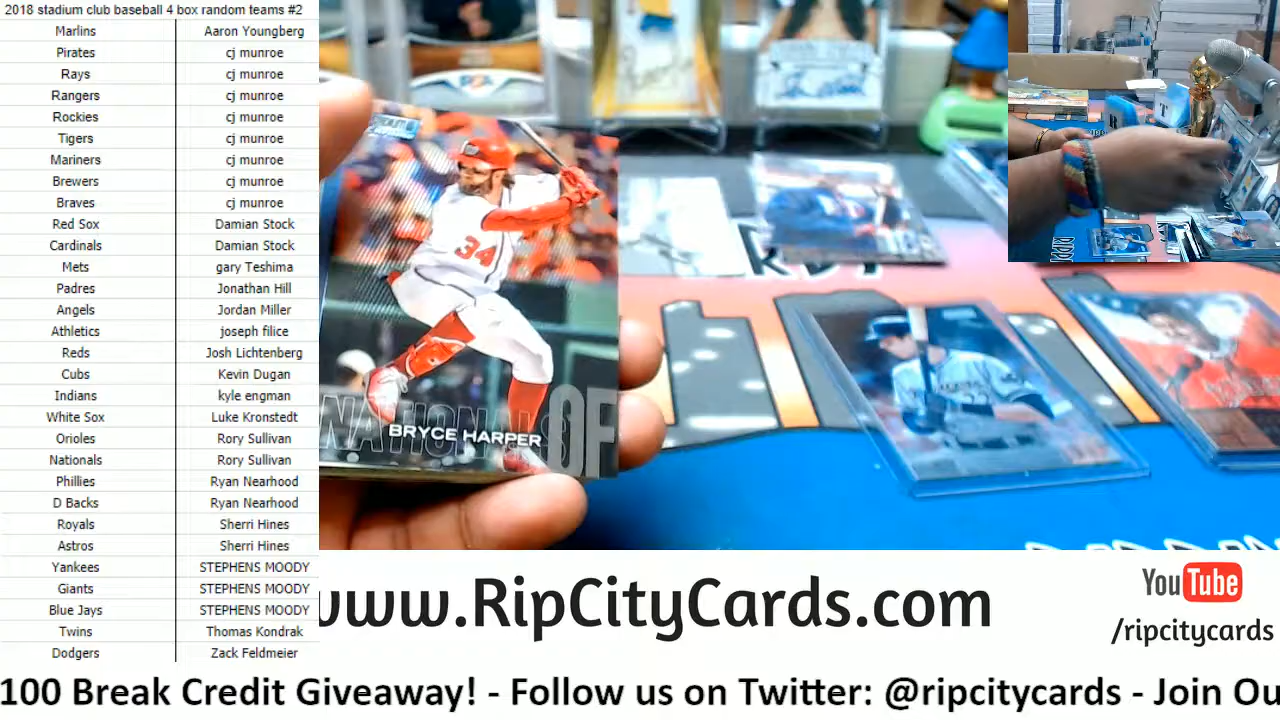 2018 stadium club baseball 4 box random teams #2
Marlins Aaron Youngberg
Pirates cj munroe
Rays cj munroe
Rangers cj munroe
Rockies cj munroe
Tigers cj munroe
Mariners cj munroe
Brewers cj munroe
Braves cj munroe
Red Sox Damian Stock
Cardinals Damian Stock
Mets gary Teshima
Padres Jonathan Hill
Angels Jordan Miller
Athletics joseph filice
Reds Josh Lichtenberg
Cubs Kevin Dugan
Indians kyle engman
White Sox Luke Kronstedt
Orioles Rory Sullivan
Nationals Rory Sullivan
Phillies Ryan Nearhood
D Backs Ryan Nearhood
Royals Sherri Hines
Astros Sherri Hines
Yankees STEPHENS MOODY
Giants STEPHENS MOODY
Blue Jays STEPHENS MOODY
Twins Thomas Kondrak
Dodgers Zack Feldmeier
34
NATIONALS OF
BRYCE HARPER
www.RipCityCards.com
YouTube
/ripcitycards
100 Break Credit Giveaway! - Follow us on Twitter: @ripcitycards - Join Ou